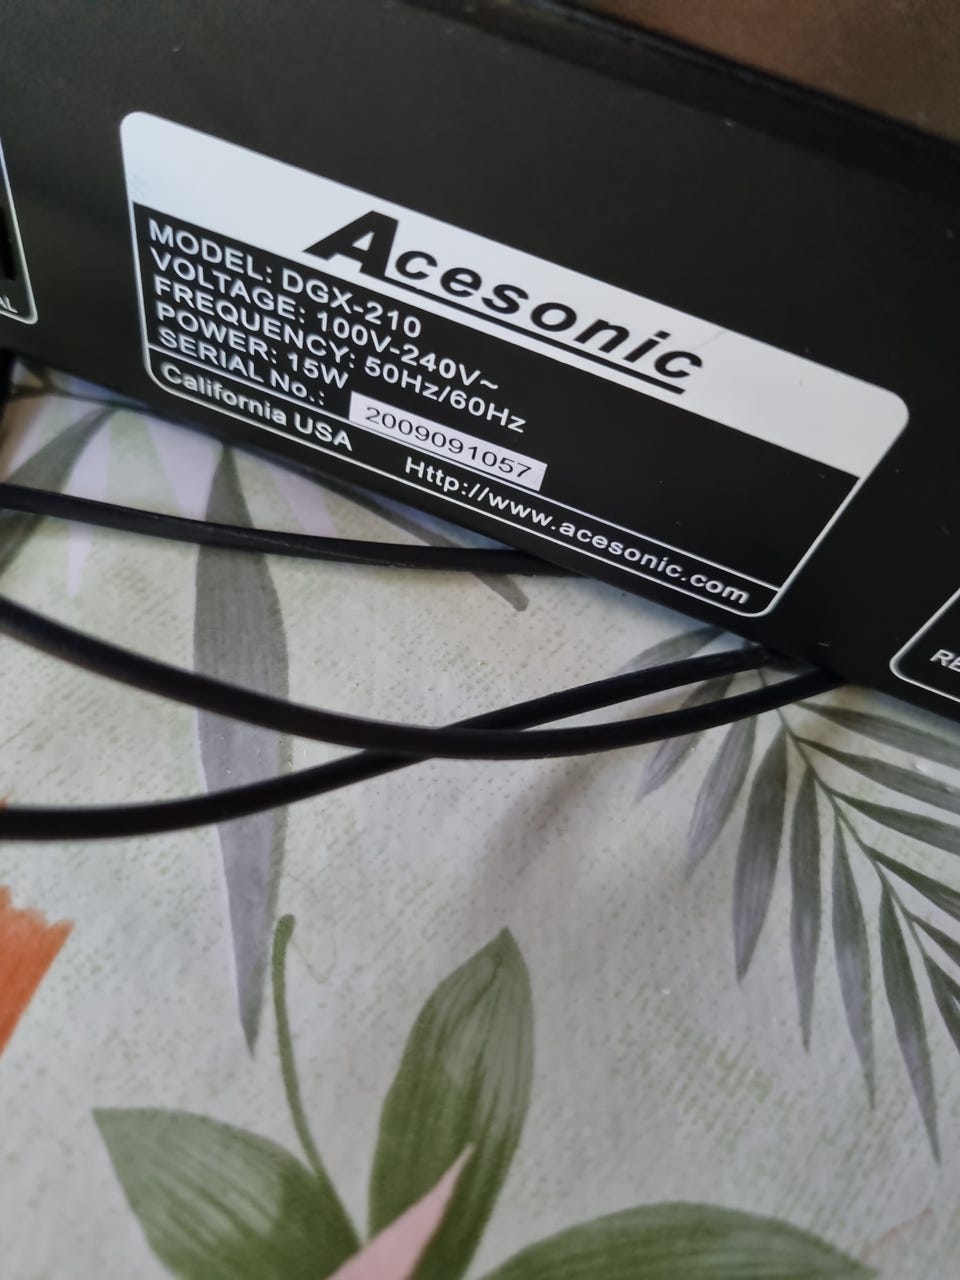 Acesonic
MODEL: DGX-210
VOLTAGE: 100V-240V~
FREQUENCY: 50Hz/60Hz
POWER: 15W
SERIAL No.: 2009091057
California USA Http://www.acesonic.com